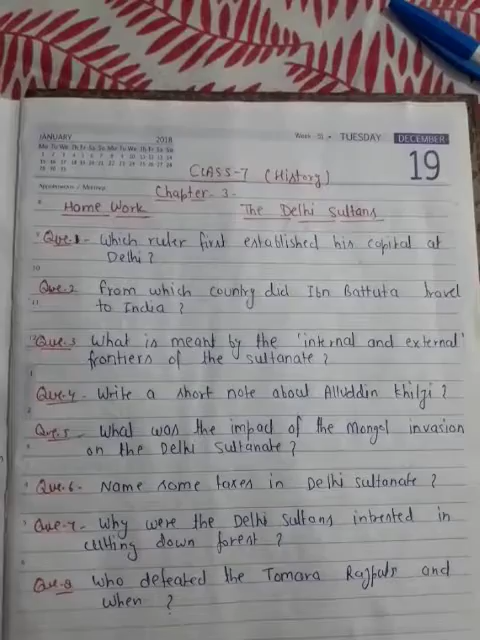 JANUARY 2018
Week 51 • TUESDAY DECEMBER
19
CLASS-7 (History)
Appointments / Meetings
Chapter-3-
Home Work The Delhi Sultans
Que.1- Which ruler first established his capital at
Delhi?
Que.2 From which country did Ibn Battuta travel
to India?
Que.3 What is meant by the 'internal and external'
frontiers of the sultanate?
Que.4- Write a short note about Alluddin Khilzi?
Que.5- What was the impact of the Mongol invasion
on the Delhi Sultanate?
Que.6- Name some taxes in Delhi sultanate?
Que.7- Why were the Delhi Sultans intrested in
cutting down forest?
Que.8 Who defeated the Tomara Rajputs and
when?